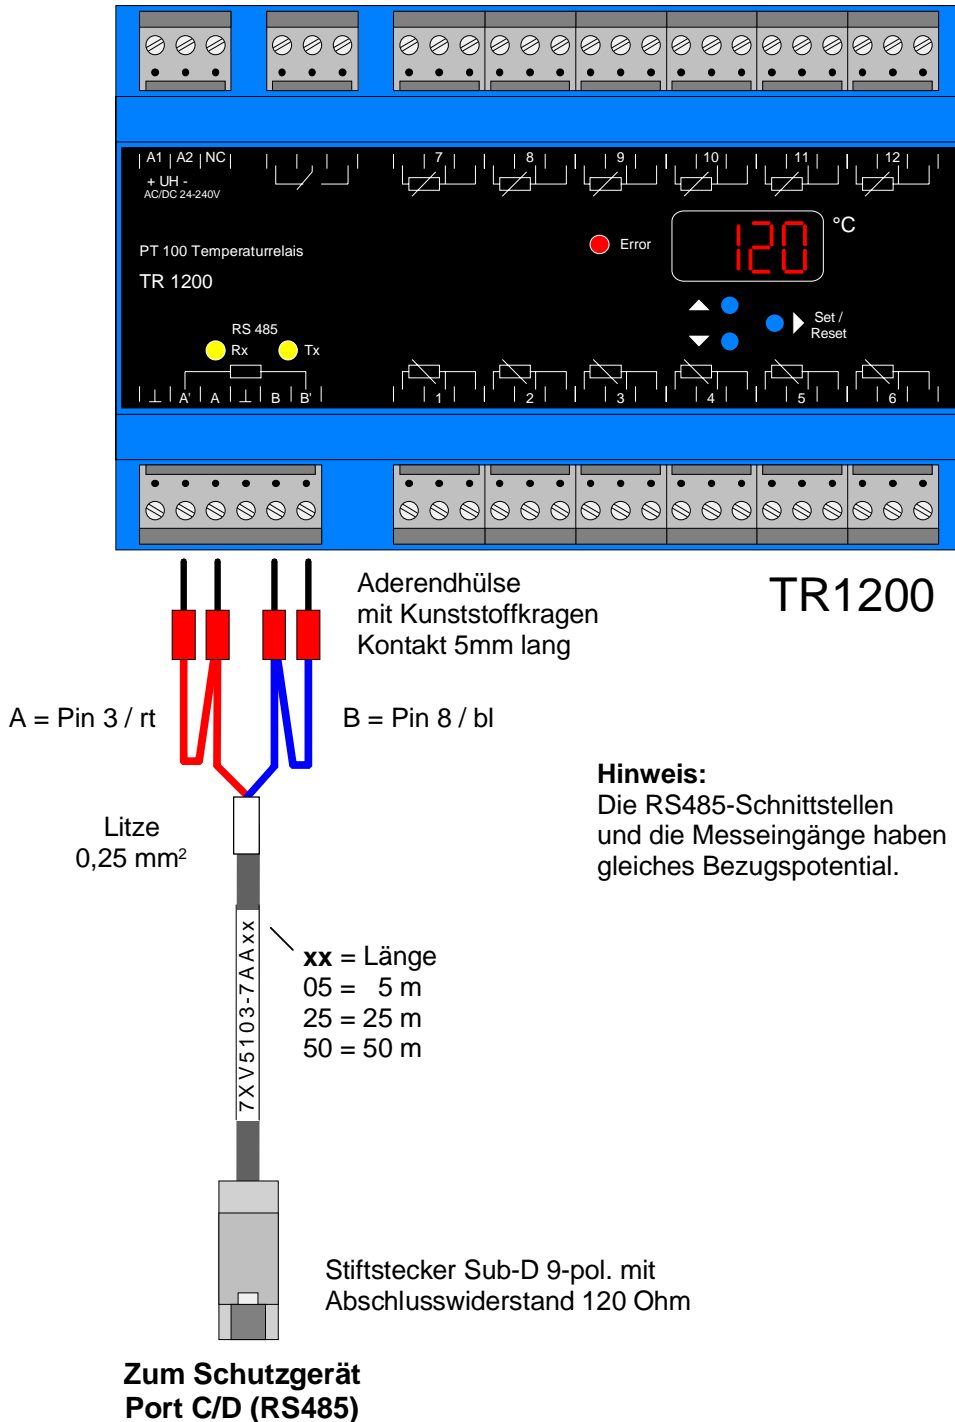 A1 A2 NC
+ UH -
AC/DC 24-240V
7 8 9 10 11 12
PT 100 Temperaturrelais
TR 1200
Error
120
°C
Set /
Reset
RS 485
Rx Tx
⊥ A' A ⊥ B B'
1 2 3 4 5 6
Aderendhülse
mit Kunststoffkragen
Kontakt 5mm lang
TR1200
A = Pin 3 / rt
B = Pin 8 / bl
Hinweis:
Die RS485-Schnittstellen
und die Messeingänge haben
gleiches Bezugspotential.
Litze
0,25 mm²
7XV5103-7AAxx
xx = Länge
05 = 5 m
25 = 25 m
50 = 50 m
Stiftstecker Sub-D 9-pol. mit
Abschlusswiderstand 120 Ohm
Zum Schutzgerät
Port C/D (RS485)